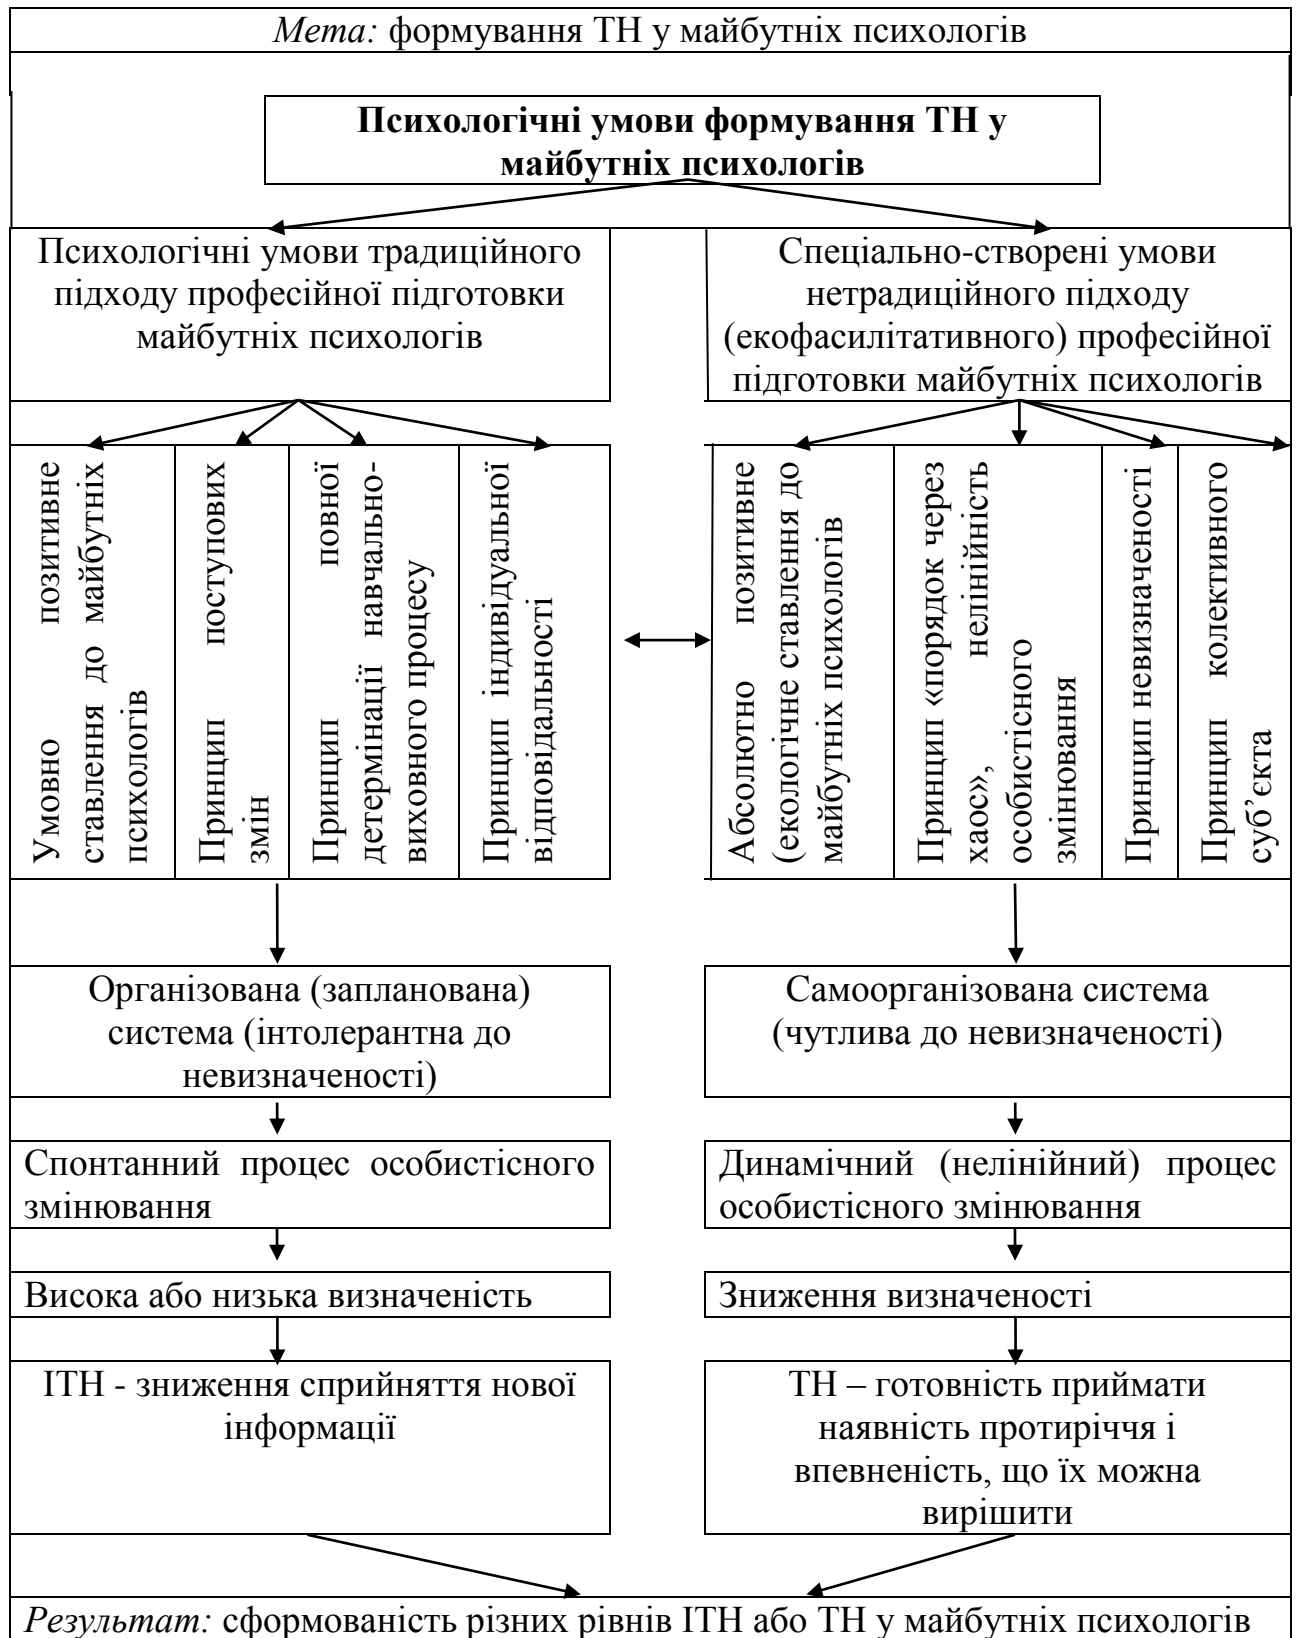 Мета: формування ТН у майбутніх психологів
Психологічні умови формування ТН у
майбутніх психологів
Психологічні умови традиційного
підходу професійної підготовки
майбутніх психологів
Спеціально-створені умови
нетрадиційного підходу
(екофасилітативного) професійної
підготовки майбутніх психологів
Умовно позитивне
ставлення до майбутніх
психологів
Принцип поступових
змін
Принцип повної
детермінації навчально-
виховного процесу
Принцип індивідуальної
відповідальності
Абсолютно позитивне
(екологічне ставлення до
майбутніх психологів
Принцип «порядок через
хаос», нелінійність
особистісного
змінювання
Принцип невизначеності
Принцип колективного
суб’єкта
Організована (запланована)
система (інтолерантна до
невизначеності)
Самоорганізована система
(чутлива до невизначеності)
Спонтанний процес особистісного
змінювання
Динамічний (нелінійний) процес
особистісного змінювання
Висока або низька визначеність
Зниження визначеності
ІТН - зниження сприйняття нової
інформації
ТН – готовність приймати
наявність протиріччя і
впевненість, що їх можна
вирішити
Результат: сформованість різних рівнів ІТН або ТН у майбутніх психологів